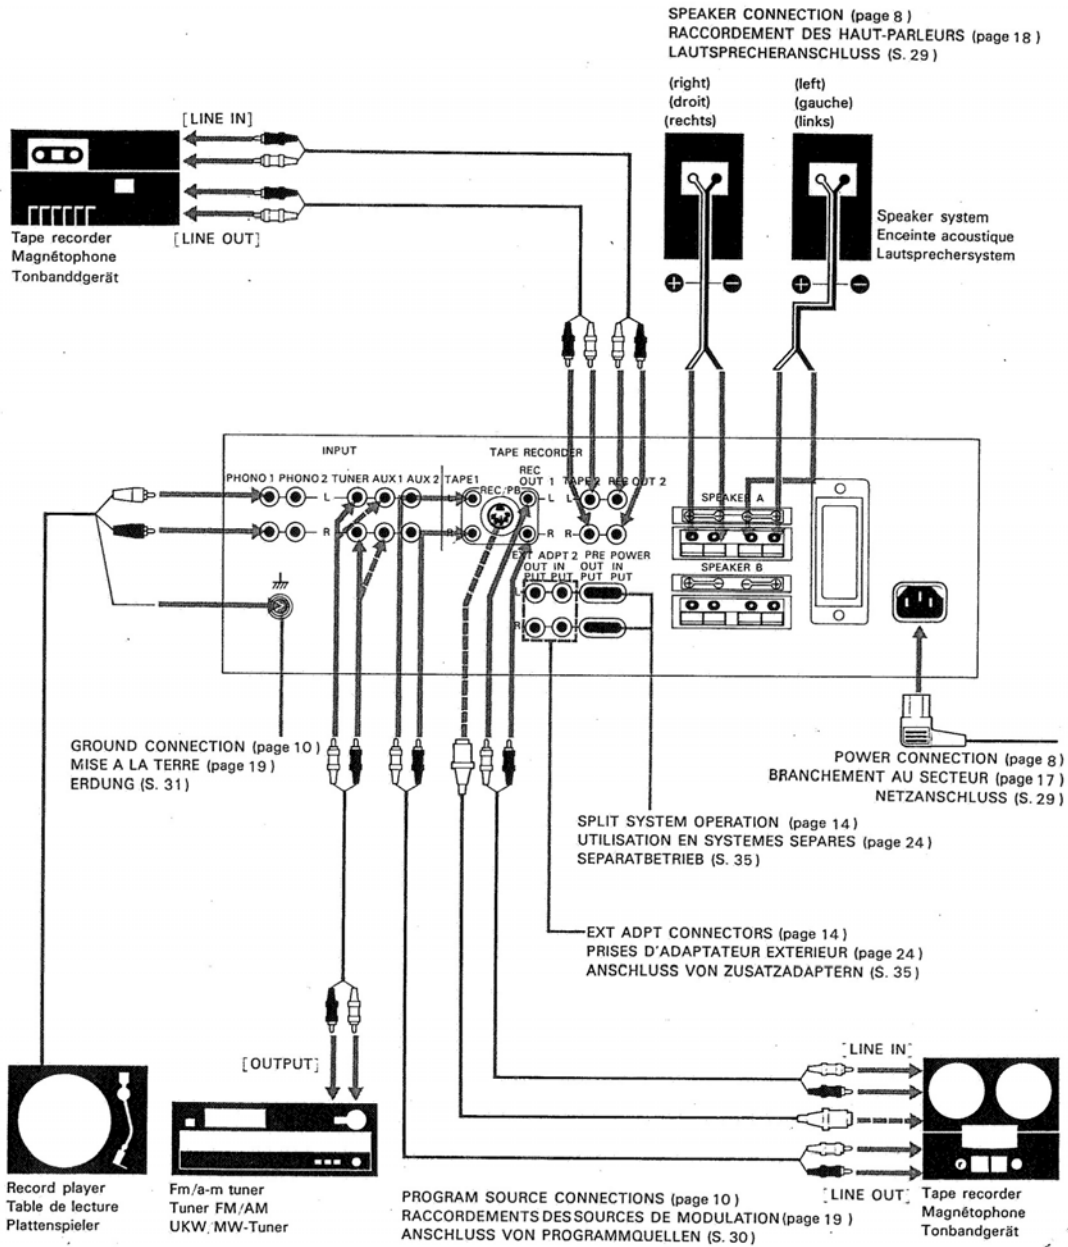 SPEAKER CONNECTION (page 8)
RACCORDEMENT DES HAUT-PARLEURS (page 18)
LAUTSPRECHERANSCHLUSS (S. 29)
(right)
(droit)
(rechts)
(left)
(gauche)
(links)
[LINE IN]
[LINE OUT]
Tape recorder
Magnétophone
Tonbanddgerät
Speaker system
Enceinte acoustique
Lautsprechersystem
+ −
+ −
INPUT
TAPE RECORDER
PHONO 1 PHONO 2 TUNER AUX 1 AUX 2 TAPE 1
REC OUT 1
TAPE 2 REC OUT 2
REC/PB
L L L L
R R R R
EXT ADPT 2
OUT PUT IN PUT
PRE OUT PUT
POWER IN PUT
L
R
SPEAKER A
SPEAKER B
GROUND CONNECTION (page 10)
MISE A LA TERRE (page 19)
ERDUNG (S. 31)
POWER CONNECTION (page 8)
BRANCHEMENT AU SECTEUR (page 17)
NETZANSCHLUSS (S. 29)
SPLIT SYSTEM OPERATION (page 14)
UTILISATION EN SYSTEMES SEPARES (page 24)
SEPARATBETRIEB (S. 35)
EXT ADPT CONNECTORS (page 14)
PRISES D'ADAPTATEUR EXTERIEUR (page 24)
ANSCHLUSS VON ZUSATZADAPTERN (S. 35)
[OUTPUT]
[LINE IN]
[LINE OUT]
Record player
Table de lecture
Plattenspieler
Fm/a-m tuner
Tuner FM/AM
UKW, MW-Tuner
PROGRAM SOURCE CONNECTIONS (page 10)
RACCORDEMENTS DES SOURCES DE MODULATION (page 19)
ANSCHLUSS VON PROGRAMMQUELLEN (S. 30)
Tape recorder
Magnétophone
Tonbandgerät